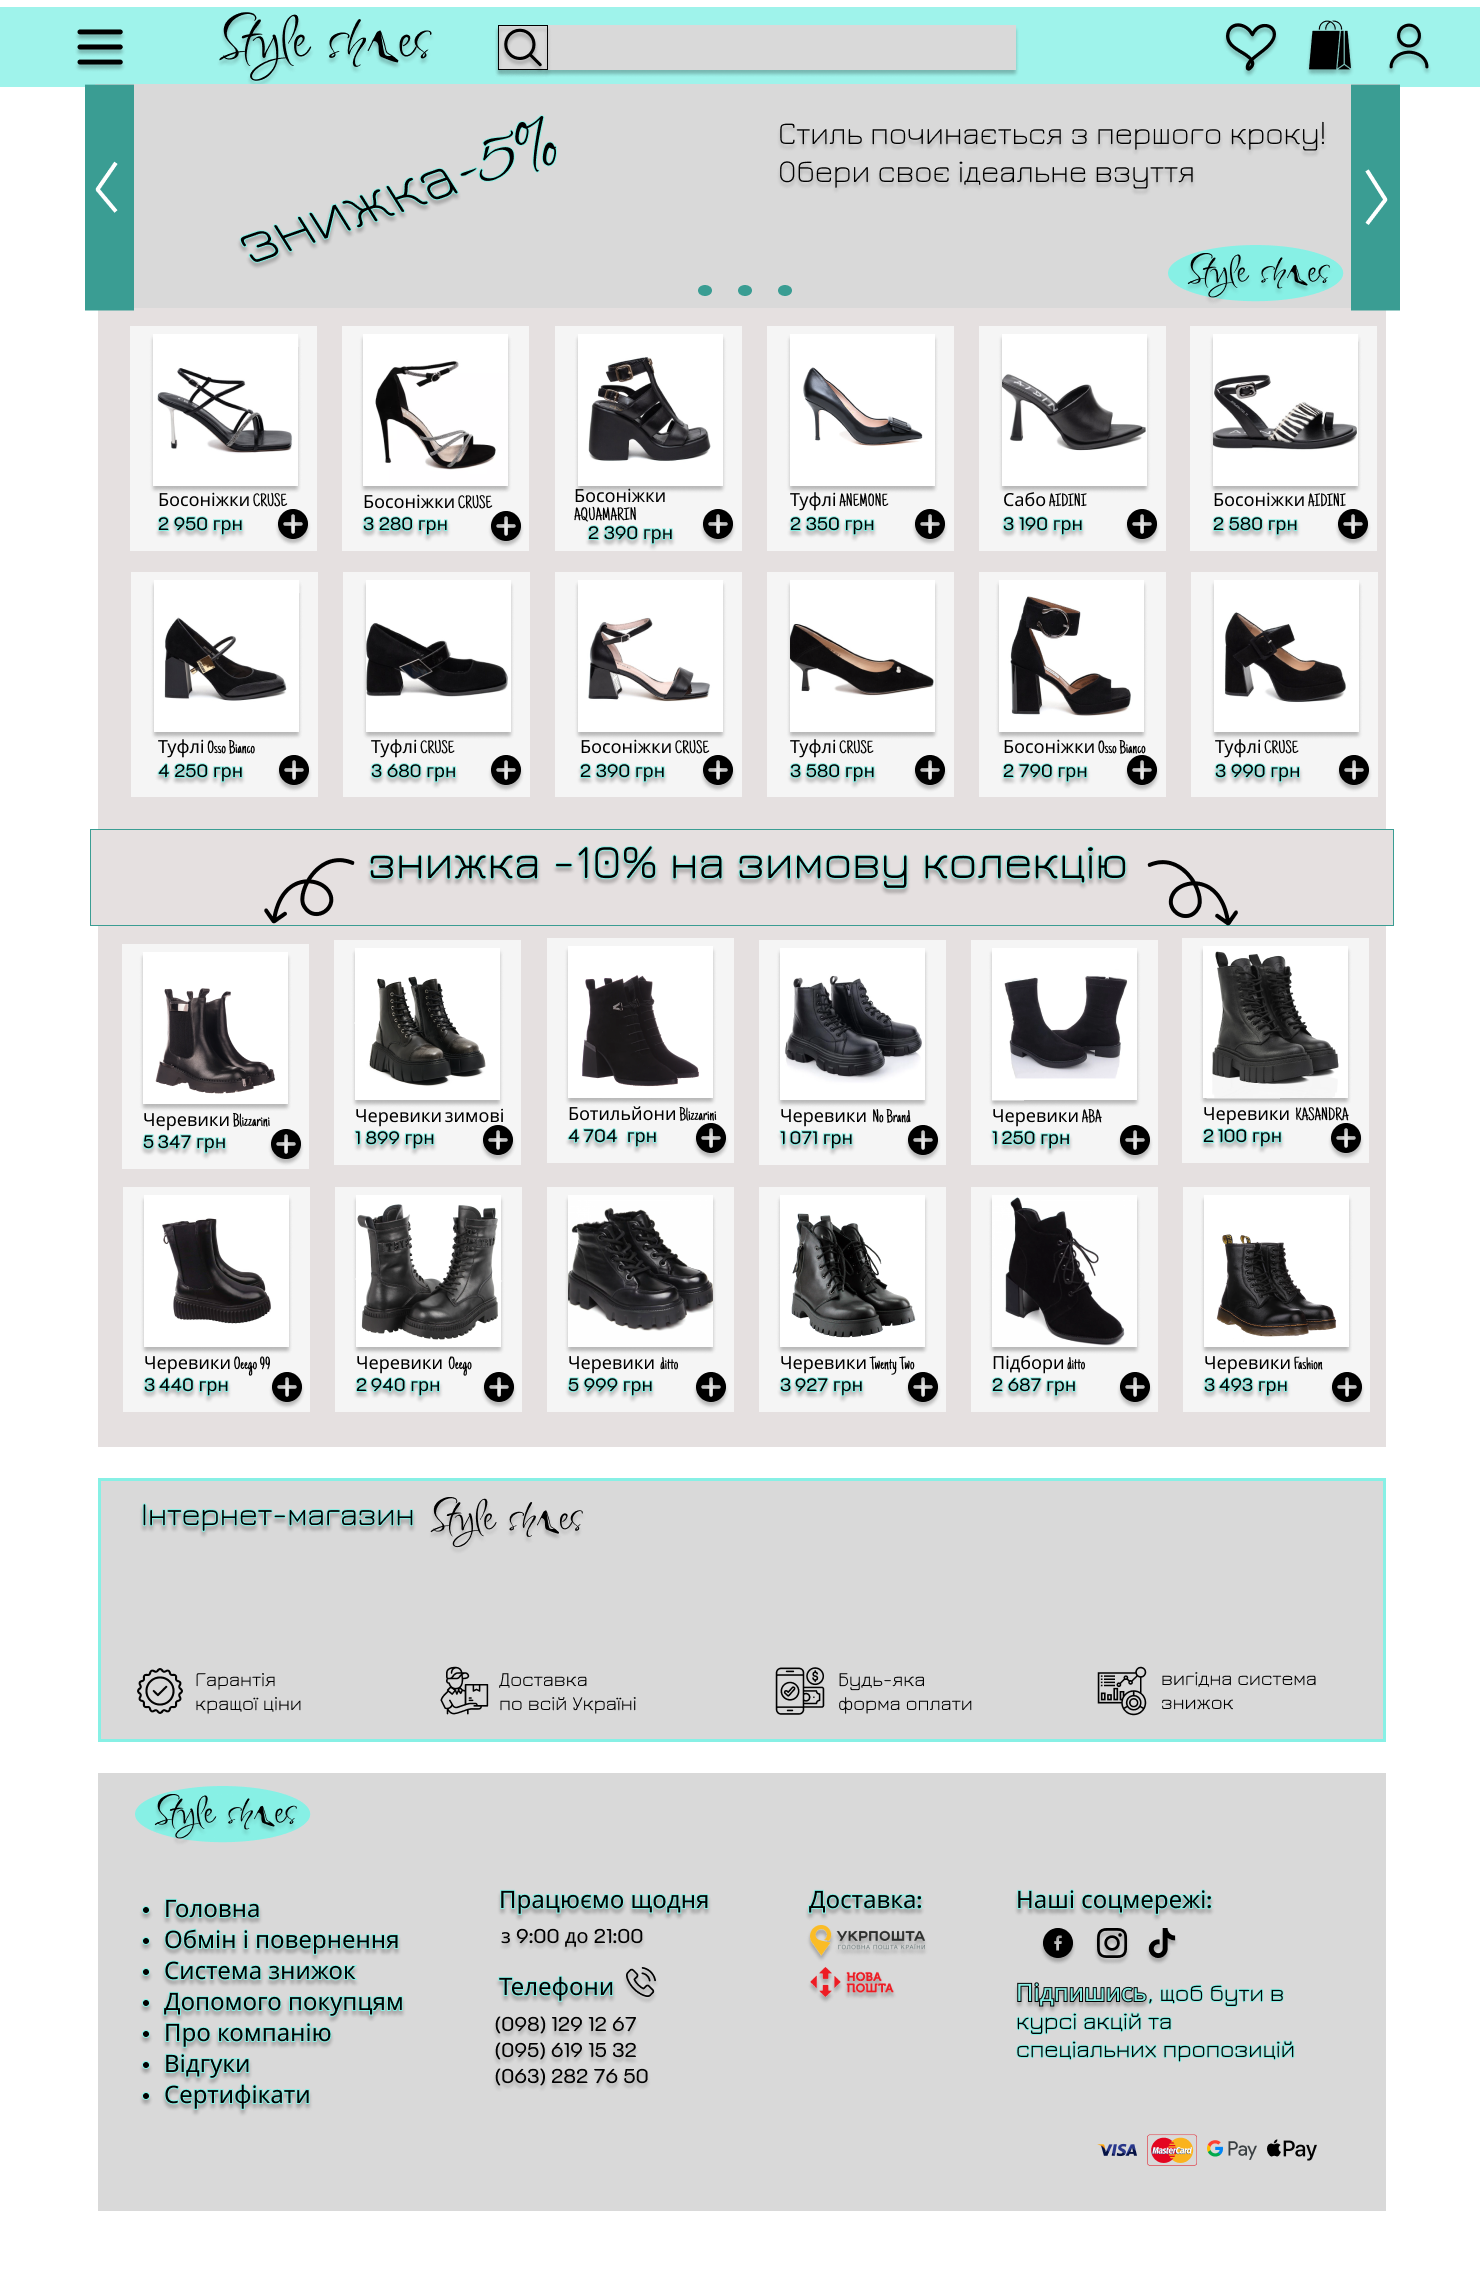 Style shoes
знижка-5%
Стиль починається з першого кроку!
Обери своє ідеальне взуття
Style shoes
Босоніжки CRUSE
2 950 грн
Босоніжки CRUSE
3 280 грн
Босоніжки
AQUAMARIN
2 390 грн
Туфлі ANEMONE
2 350 грн
Сабо AIDINI
3 190 грн
Босоніжки AIDINI
2 580 грн
Туфлі Osso Bianco
4 250 грн
Туфлі CRUSE
3 680 грн
Босоніжки CRUSE
2 390 грн
Туфлі CRUSE
3 580 грн
Босоніжки Osso Bianco
2 790 грн
Туфлі CRUSE
3 990 грн
знижка -10% на зимову колекцію
Черевики Blizzarini
5 347 грн
Черевики зимові
1 899 грн
Ботильйони Blizzarini
4 704 грн
Черевики No Brand
1 071 грн
Черевики ABA
1 250 грн
Черевики KASANDRA
2 100 грн
Черевики Oeego 99
3 440 грн
Черевики Oeego
2 940 грн
Черевики ditto
5 999 грн
Черевики Twenty Two
3 927 грн
Підбори ditto
2 687 грн
Черевики Fashion
3 493 грн
Інтернет-магазин Style shoes
Гарантія
кращої ціни
Доставка
по всій Україні
Будь-яка
форма оплати
вигідна система
знижок
Style shoes
• Головна
• Обмін і повернення
• Система знижок
• Допомого покупцям
• Про компанію
• Відгуки
• Сертифікати
Працюємо щодня
з 9:00 до 21:00
Телефони
(098) 129 12 67
(095) 619 15 32
(063) 282 76 50
Доставка:
УКРПОШТА
ГОЛОВНА ПОШТА КРАЇНИ
НОВА
ПОШТА
Наші соцмережі:
Підпишись, щоб бути в
курсі акцій та
спеціальних пропозицій
VISA MasterCard G Pay Pay